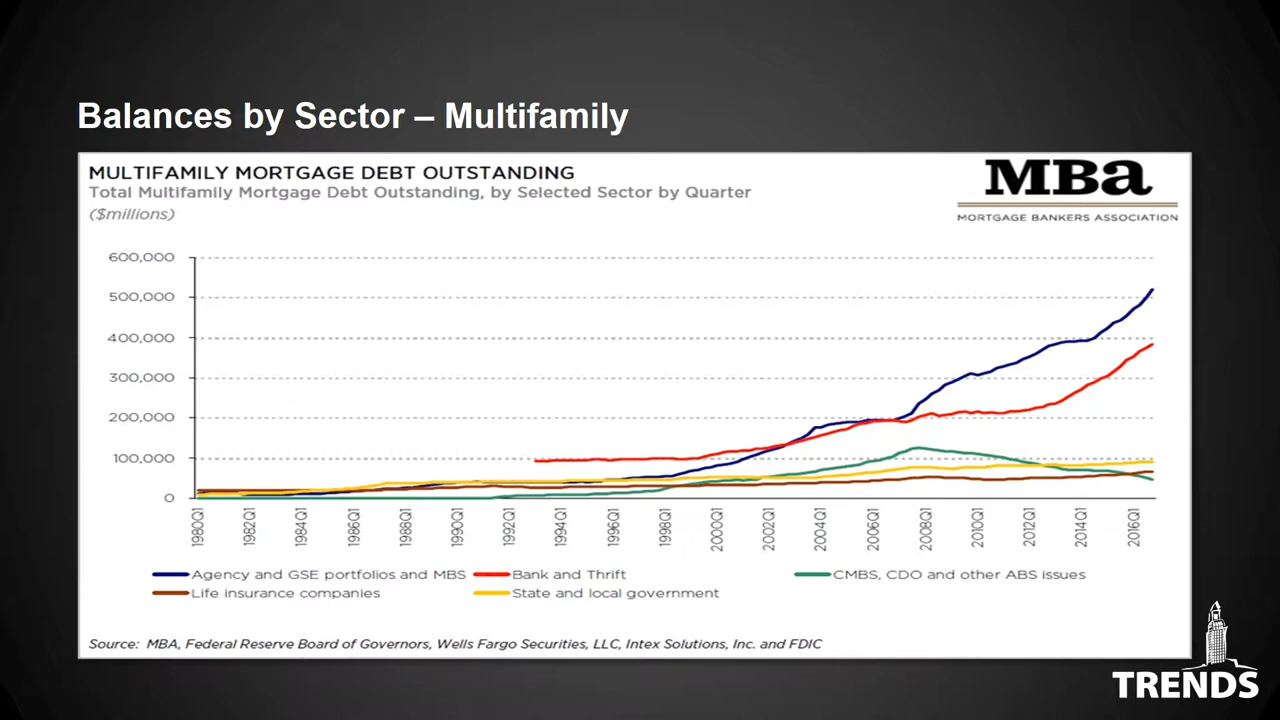 Balances by Sector – Multifamily
MULTIFAMILY MORTGAGE DEBT OUTSTANDING
Total Multifamily Mortgage Debt Outstanding, by Selected Sector by Quarter
($millions)
MBa
MORTGAGE BANKERS ASSOCIATION
600,000
500,000
400,000
300,000
200,000
100,000
0
1980Q1 1982Q1 1984Q1 1986Q1 1988Q1 1990Q1 1992Q1 1994Q1 1996Q1 1998Q1 2000Q1 2002Q1 2004Q1 2006Q1 2008Q1 2010Q1 2012Q1 2014Q1 2016Q1
Agency and GSE portfolios and MBS Bank and Thrift CMBS, CDO and other ABS issues
Life insurance companies State and local government
Source: MBA, Federal Reserve Board of Governors, Wells Fargo Securities, LLC, Intex Solutions, Inc. and FDIC
TRENDS